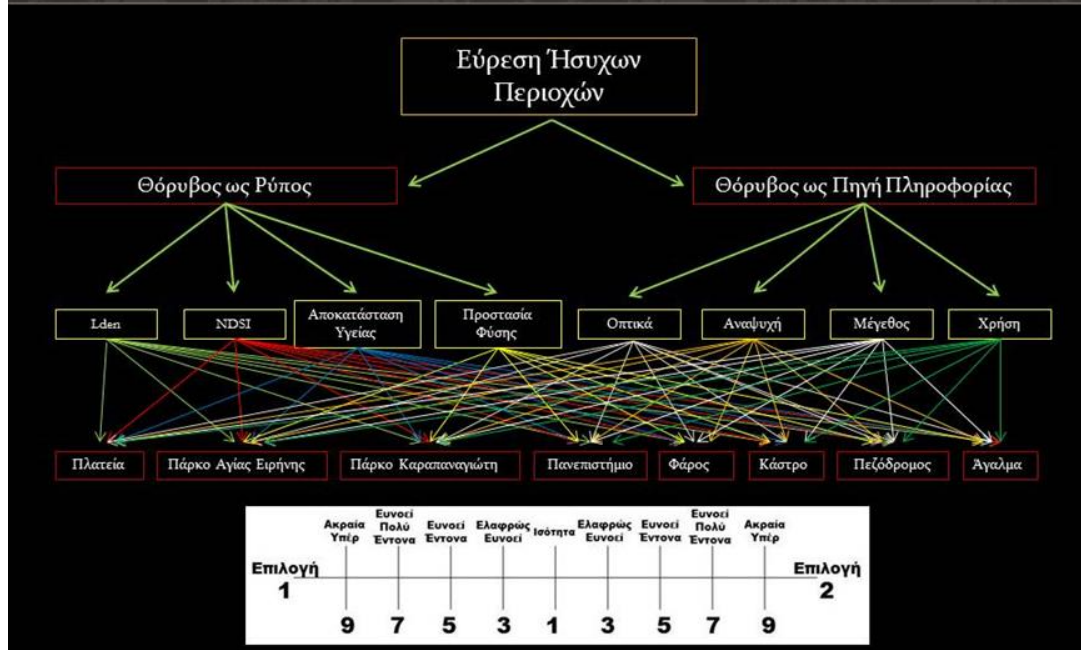 Εύρεση Ήσυχων
Περιοχών
Θόρυβος ως Ρύπος
Θόρυβος ως Πηγή Πληροφορίας
Lden
NDSI
Αποκατάσταση
Υγείας
Προστασία
Φύσης
Οπτικά
Αναψυχή
Μέγεθος
Χρήση
Πλατεία
Πάρκο Αγίας Ειρήνης
Πάρκο Καραπαναγιώτη
Πανεπιστήμιο
Φάρος
Κάστρο
Πεζόδρομος
Άγαλμα
Ακραία
Υπέρ
Ευνοεί
Πολύ
Έντονα
Ευνοεί
Έντονα
Ελαφρώς
Ευνοεί
Ισότητα
Ελαφρώς
Ευνοεί
Ευνοεί
Έντονα
Ευνοεί
Πολύ
Έντονα
Ακραία
Υπέρ
Επιλογή
1
Επιλογή
2
9 7 5 3 1 3 5 7 9